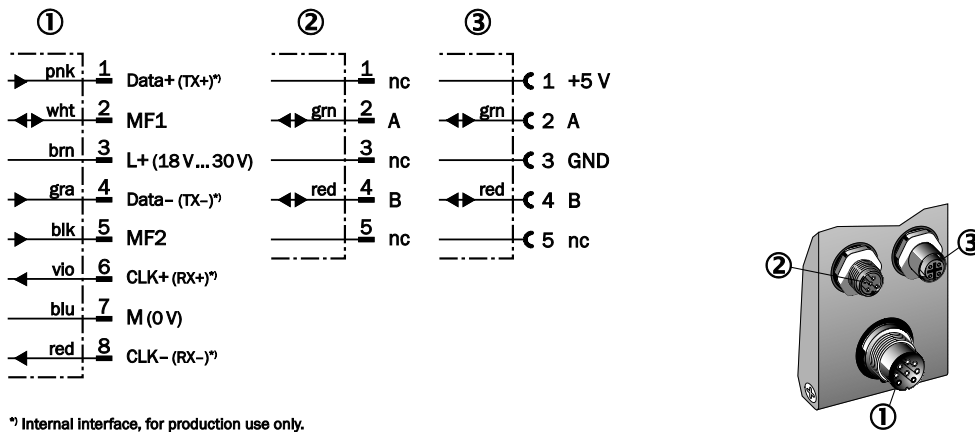 ① ② ③
pnk 1 Data+ (TX+)*)
wht 2 MF1
brn 3 L+ (18 V... 30 V)
gra 4 Data– (TX–)*)
blk 5 MF2
vio 6 CLK+ (RX+)*)
blu 7 M (0 V)
red 8 CLK– (RX–)*)
1 nc
grn 2 A
3 nc
red 4 B
5 nc
1 +5 V
grn 2 A
3 GND
red 4 B
5 nc
②
③
①
*) Internal interface, for production use only.